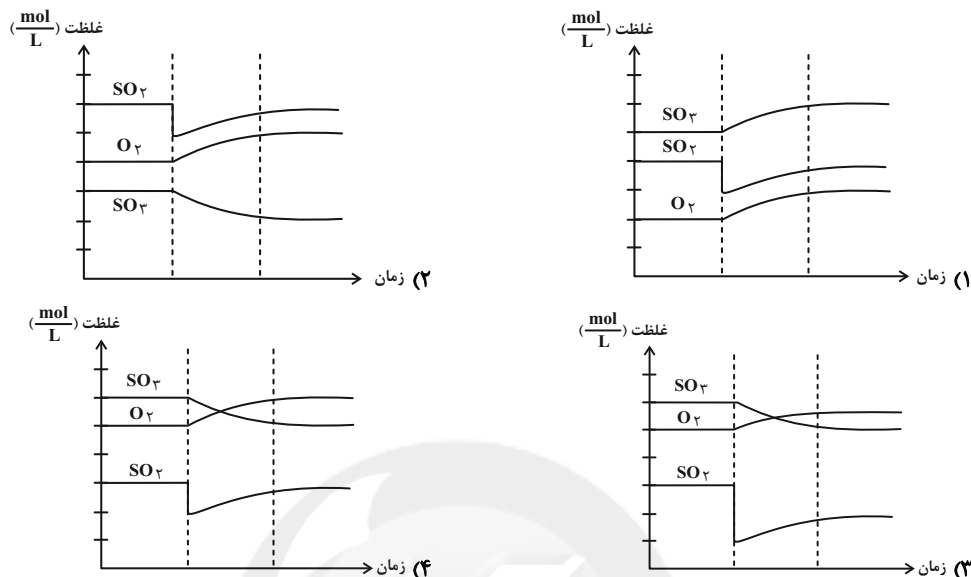 غلظت (mol/L)
SO۳
SO۲
O۲
زمان (۱
غلظت (mol/L)
SO۲
O۲
SO۳
زمان (۲
غلظت (mol/L)
SO۳
O۲
SO۲
زمان (۳
غلظت (mol/L)
SO۳
O۲
SO۲
زمان (۴